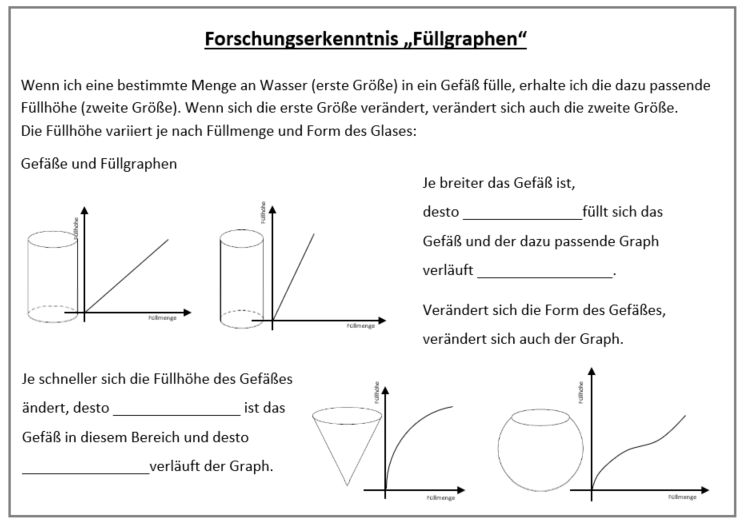 Forschungserkenntnis „Füllgraphen“
Wenn ich eine bestimmte Menge an Wasser (erste Größe) in ein Gefäß fülle, erhalte ich die dazu passende
Füllhöhe (zweite Größe). Wenn sich die erste Größe verändert, verändert sich auch die zweite Größe.
Die Füllhöhe variiert je nach Füllmenge und Form des Glases:
Gefäße und Füllgraphen
Füllhöhe
Füllmenge
Füllhöhe
Füllmenge
Je breiter das Gefäß ist,
desto ________________füllt sich das
Gefäß und der dazu passende Graph
verläuft __________________.
Verändert sich die Form des Gefäßes,
verändert sich auch der Graph.
Je schneller sich die Füllhöhe des Gefäßes
ändert, desto _________________ ist das
Gefäß in diesem Bereich und desto
_________________verläuft der Graph.
Füllhöhe
Füllmenge
Füllhöhe
Füllmenge